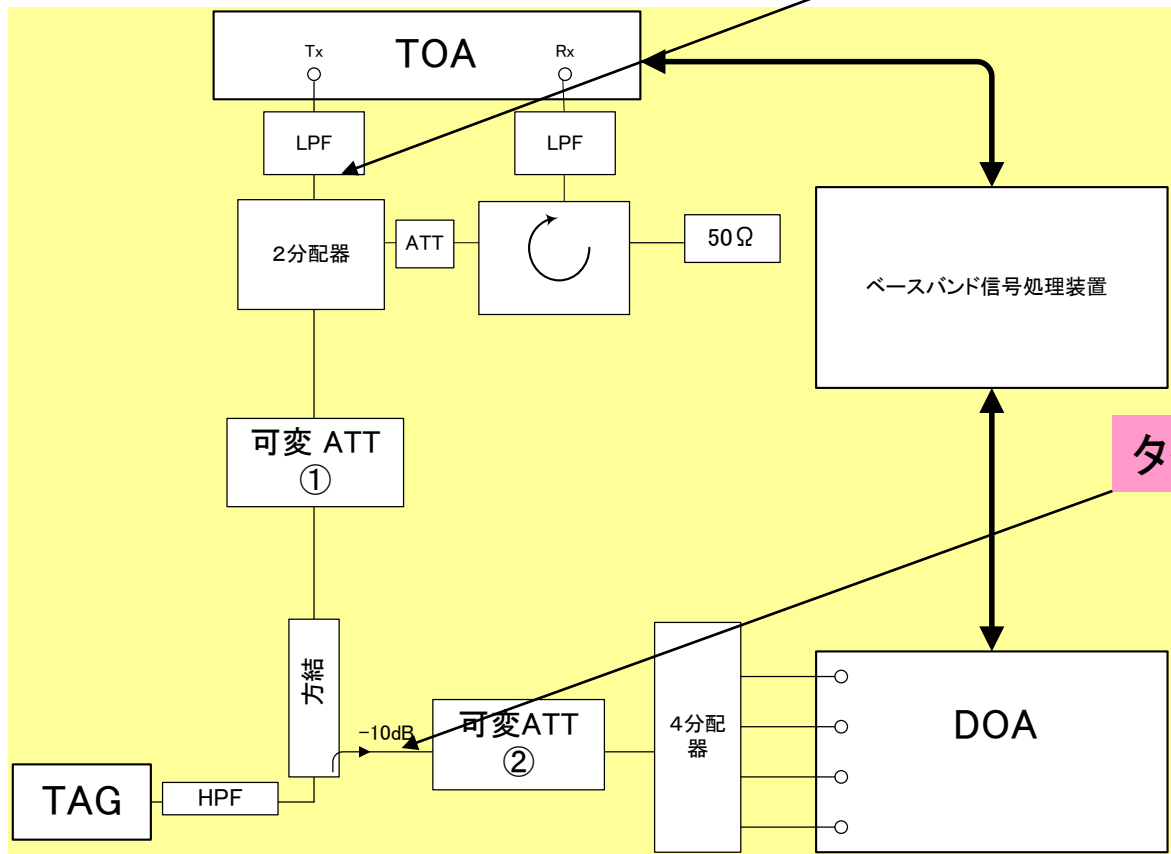 TOA
Tx
Rx
LPF
LPF
2分配器
ATT
50Ω
ベースバンド信号処理装置
可変 ATT
①
タ
方結
-10dB
可変ATT
②
4分配
器
DOA
TAG
HPF